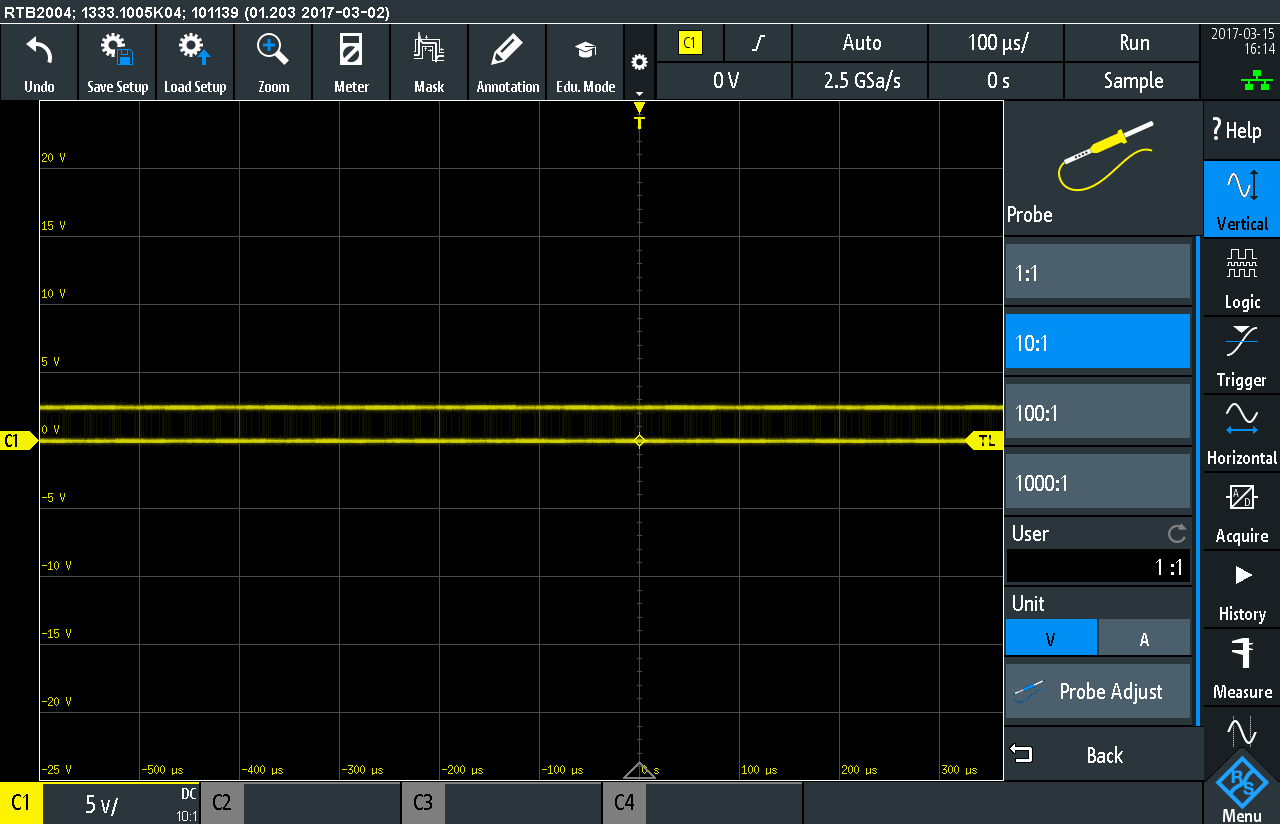 RTB2004; 1333.1005K04; 101139 (01.203 2017-03-02)
Undo
Save Setup
Load Setup
Zoom
Meter
Mask
Annotation
Edu. Mode
C1
Auto
100 µs/
Run
0 V
2.5 GSa/s
0 s
Sample
2017-03-15
16:14
T
20 V
15 V
10 V
5 V
0 V
-5 V
-10 V
-15 V
-20 V
-25 V
C1
TL
-500 µs
-400 µs
-300 µs
-200 µs
-100 µs
0 s
100 µs
200 µs
300 µs
Probe
1:1
10:1
100:1
1000:1
User
1 :1
Unit
V
A
Probe Adjust
Back
? Help
Vertical
Logic
Trigger
Horizontal
A
D
Acquire
History
Measure
R S
Menu
C1
5 V/
DC
10:1
C2
C3
C4